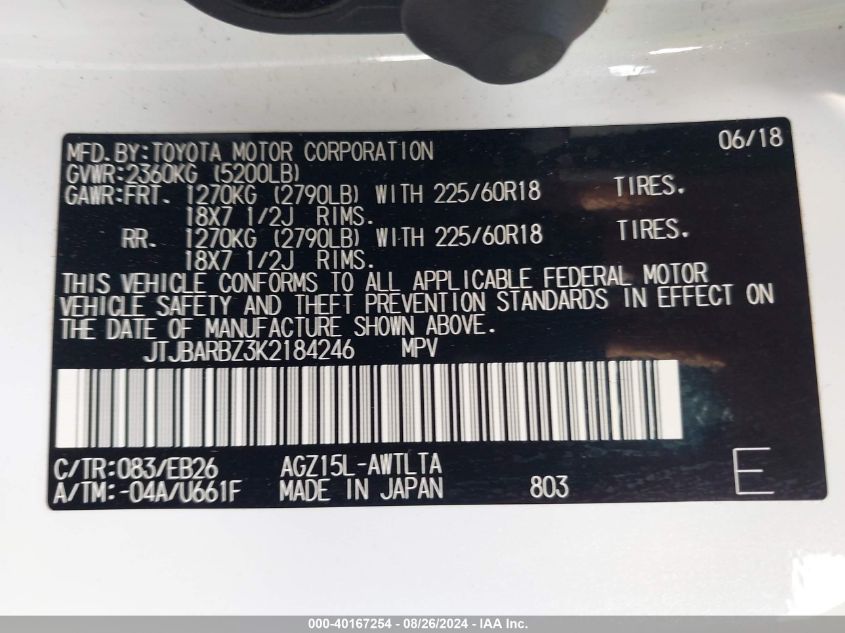 MFD.BY:TOYOTA MOTOR CORPORATION 06/18
GVWR:2360KG (5200LB)
GAWR:FRT. 1270KG (2790LB) WITH 225/60R18 TIRES.
18X7 1/2J RIMS.
RR. 1270KG (2790LB) WITH 225/60R18 TIRES.
18X7 1/2J RIMS.
THIS VEHICLE CONFORMS TO ALL APPLICABLE FEDERAL MOTOR
VEHICLE SAFETY AND THEFT PREVENTION STANDARDS IN EFFECT ON
THE DATE OF MANUFACTURE SHOWN ABOVE.
JTJBARBZ3K2184246 MPV
C/TR:083/EB26 AGZ15L-AWTLTA
A/TM:-04A/U661F MADE IN JAPAN 803 E
000-40167254 - 08/26/2024 - IAA Inc.